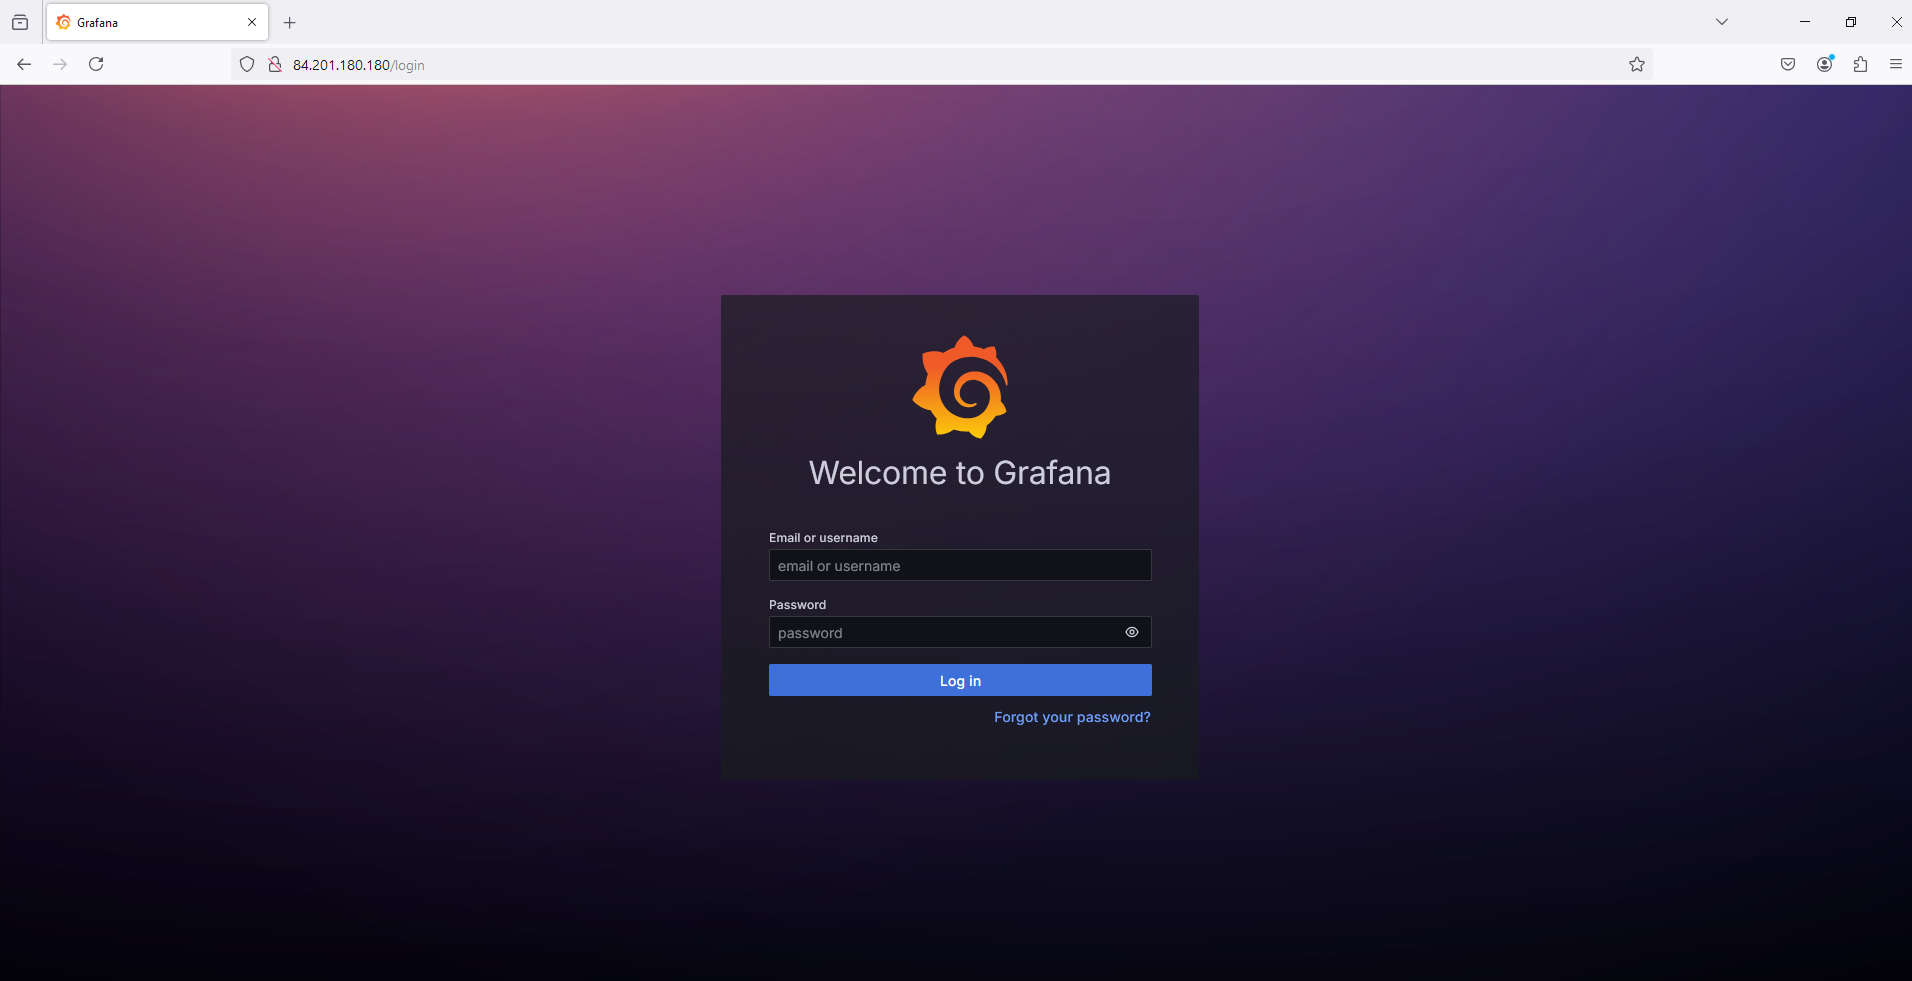 Grafana
84.201.180.180/login
Welcome to Grafana
Email or username
email or username
Password
password
Log in
Forgot your password?